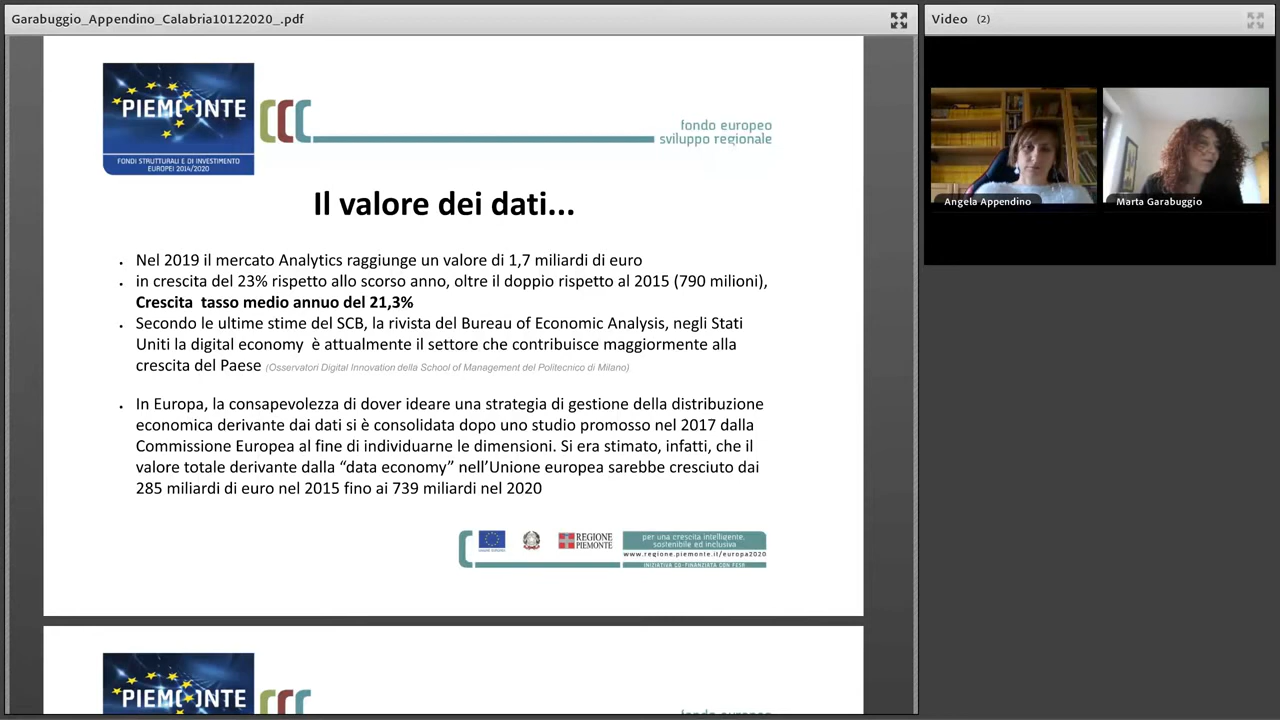 Garabuggio_Appendino_Calabria10122020_.pdf
Video (2)
PIEMONTE
FONDI STRUTTURALI E DI INVESTIMENTO
EUROPEI 2014/2020
fondo europeo
sviluppo regionale
Angela Appendino
Marta Garabuggio
Il valore dei dati...
Nel 2019 il mercato Analytics raggiunge un valore di 1,7 miliardi di euro
in crescita del 23% rispetto allo scorso anno, oltre il doppio rispetto al 2015 (790 milioni),
Crescita tasso medio annuo del 21,3%
Secondo le ultime stime del SCB, la rivista del Bureau of Economic Analysis, negli Stati
Uniti la digital economy è attualmente il settore che contribuisce maggiormente alla
crescita del Paese (Osservatori Digital Innovation della School of Management del Politecnico di Milano)
In Europa, la consapevolezza di dover ideare una strategia di gestione della distribuzione
economica derivante dai dati si è consolidata dopo uno studio promosso nel 2017 dalla
Commissione Europea al fine di individuarne le dimensioni. Si era stimato, infatti, che il
valore totale derivante dalla “data economy” nell’Unione europea sarebbe cresciuto dai
285 miliardi di euro nel 2015 fino ai 739 miliardi nel 2020
REGIONE
PIEMONTE
per una crescita intelligente,
sostenibile ed inclusiva
www.regione.piemonte.it/europa2020
INIZIATIVA CO-FINANZIATA CON FESR
PIEMONTE
fondo europeo